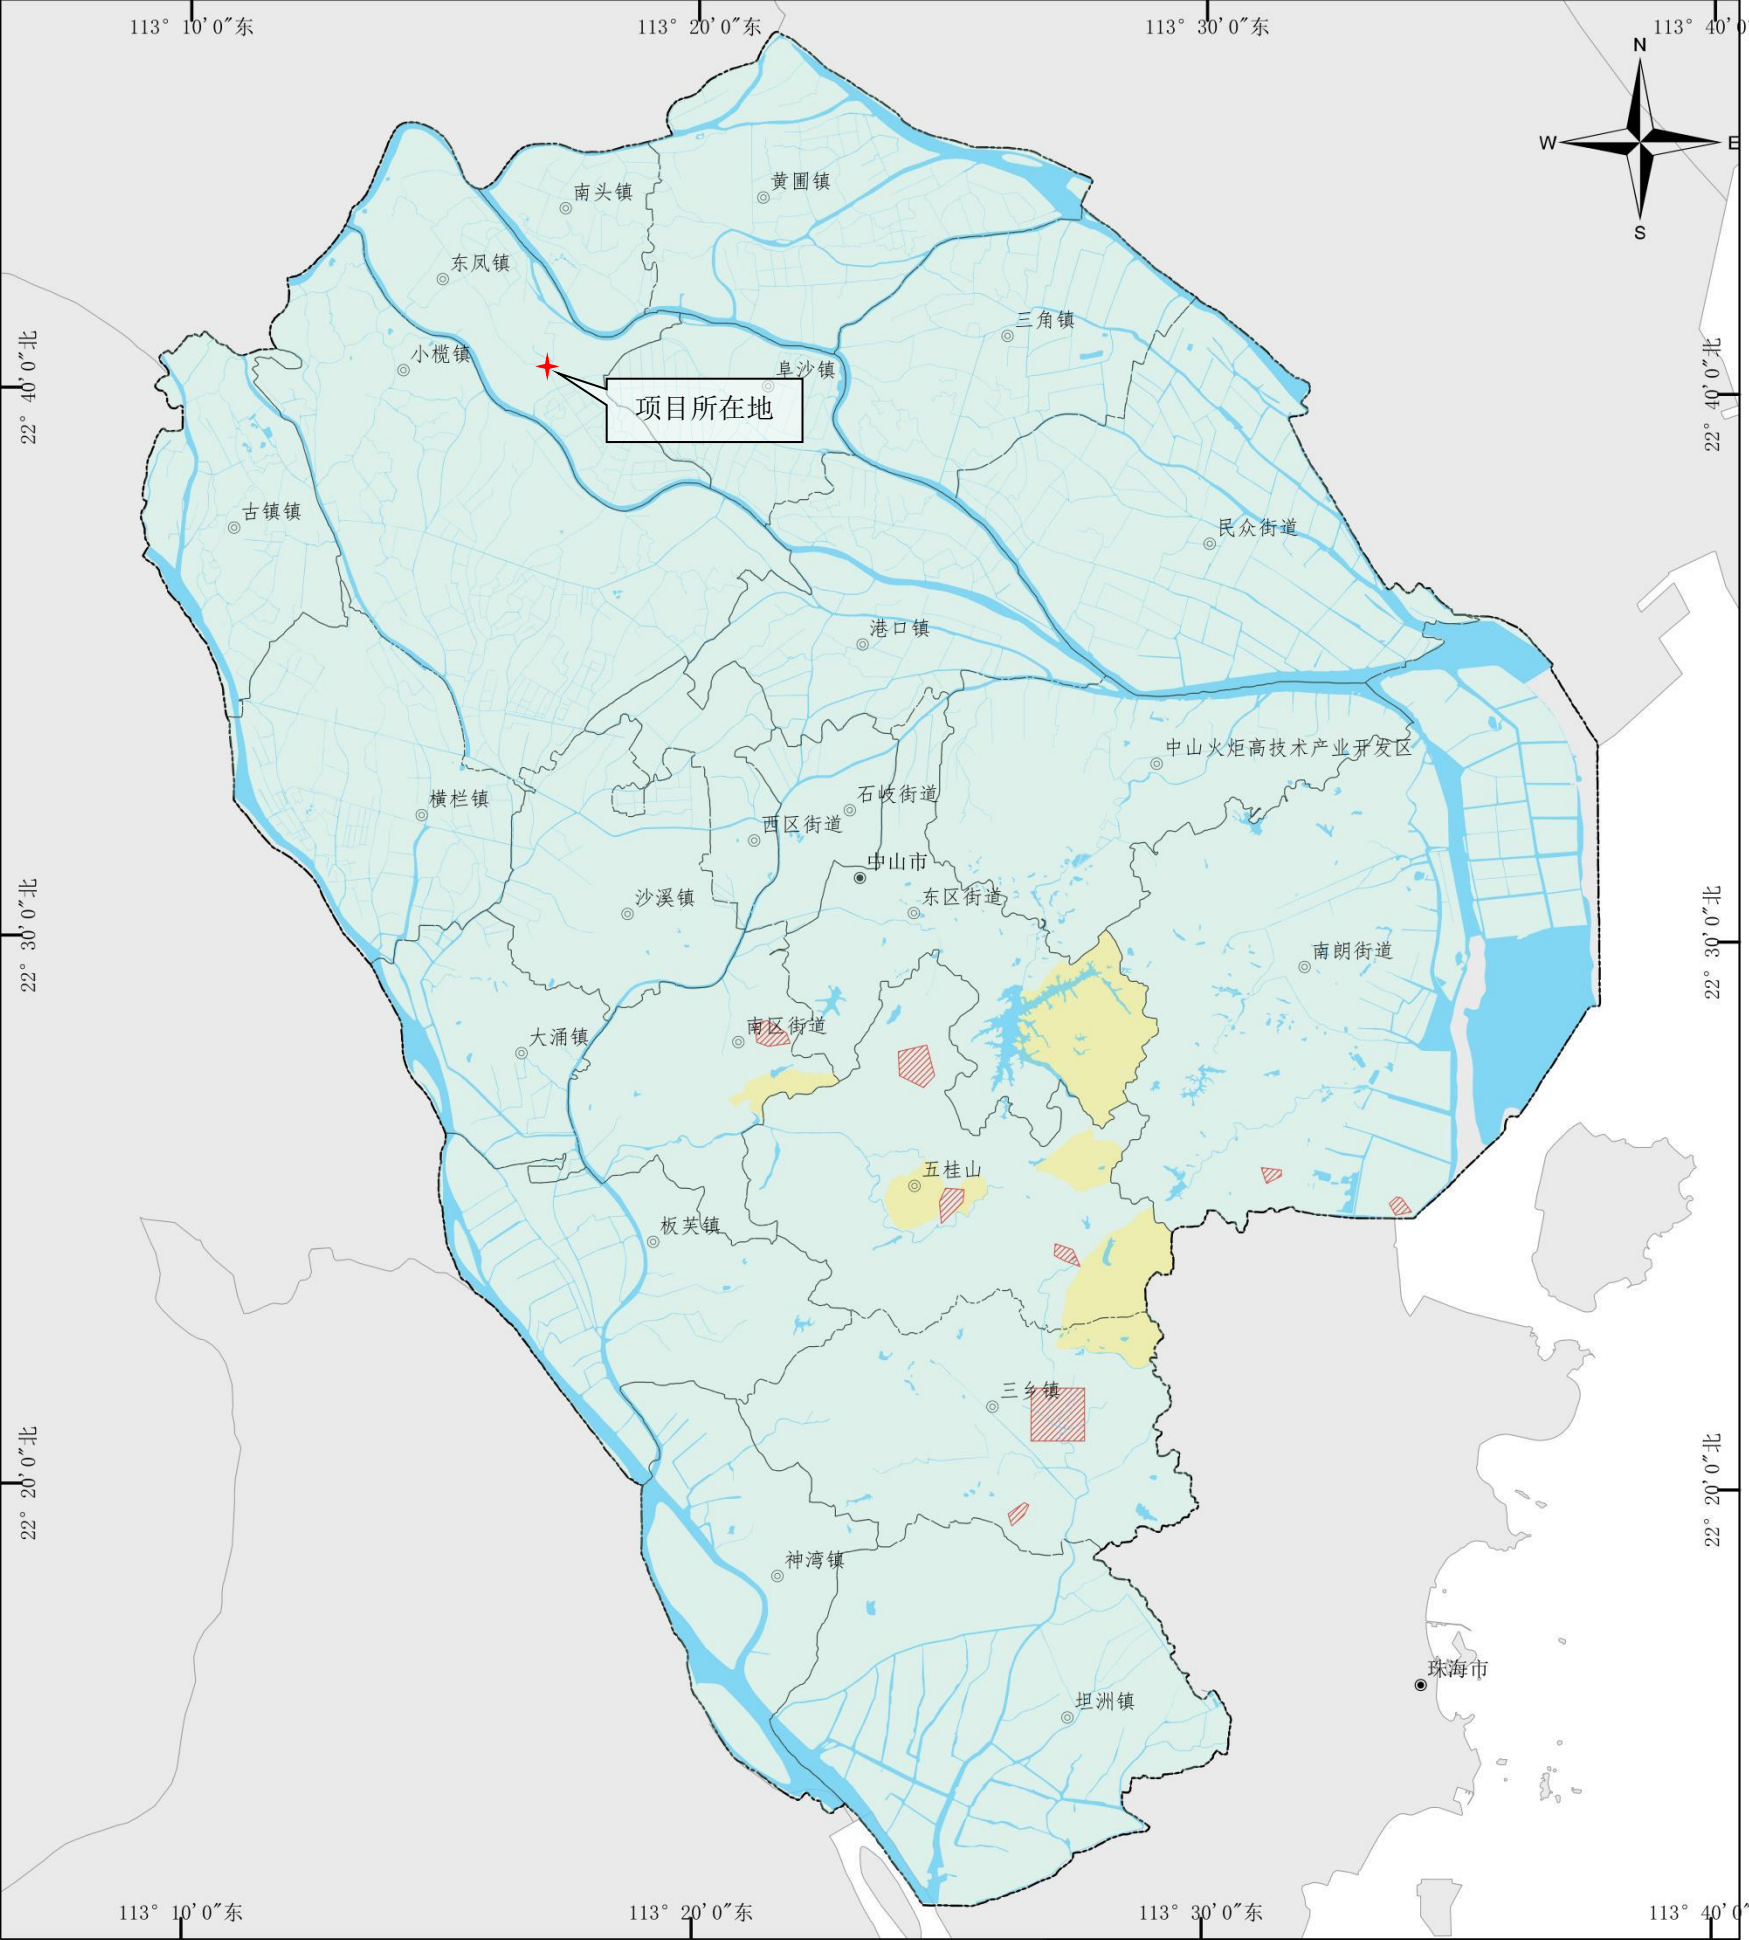 113° 10'0"东
113° 20'0"东
113° 30'0"东
113° 40'0"
N
W
E
S
黄圃镇
南头镇
东凤镇
三角镇
22° 40'0"北
22° 40'0"北
小榄镇
阜沙镇
项目所在地
古镇镇
民众街道
港口镇
中山火炬高技术产业开发区
横栏镇
石岐街道
西区街道
中山市
沙溪镇
东区街道
22° 30'0"北
22° 30'0"北
南朗街道
南区街道
大涌镇
五桂山
板芙镇
三乡镇
22° 20'0"北
22° 20'0"北
神湾镇
珠海市
坦洲镇
113° 10'0"东
113° 20'0"东
113° 30'0"东
113° 40'0"